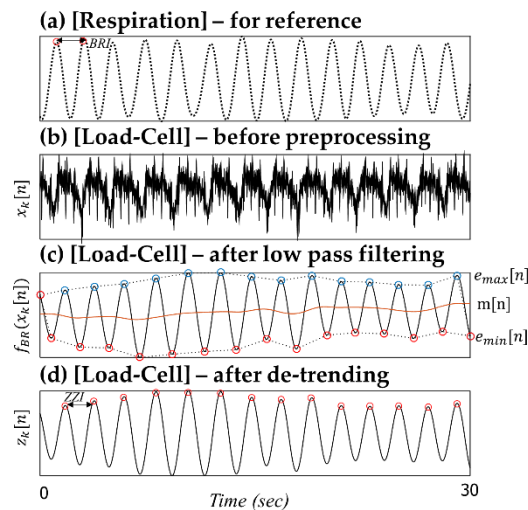 (a) [Respiration] – for reference
BRI
(b) [Load-Cell] – before preprocessing
x_k[n]
(c) [Load-Cell] – after low pass filtering
f_BR(x_k[n])
e_max[n]
m[n]
e_min[n]
(d) [Load-Cell] – after de-trending
ZZI
z_k[n]
0
30
Time (sec)